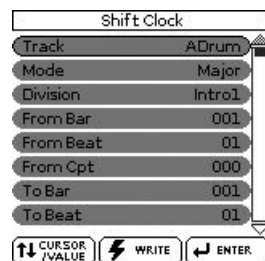 Shift Clock
Track ADrum
Mode Major
Division Intro1
From Bar 001
From Beat 01
From Cpt 000
To Bar 001
To Beat 01
CURSOR /VALUE WRITE ENTER